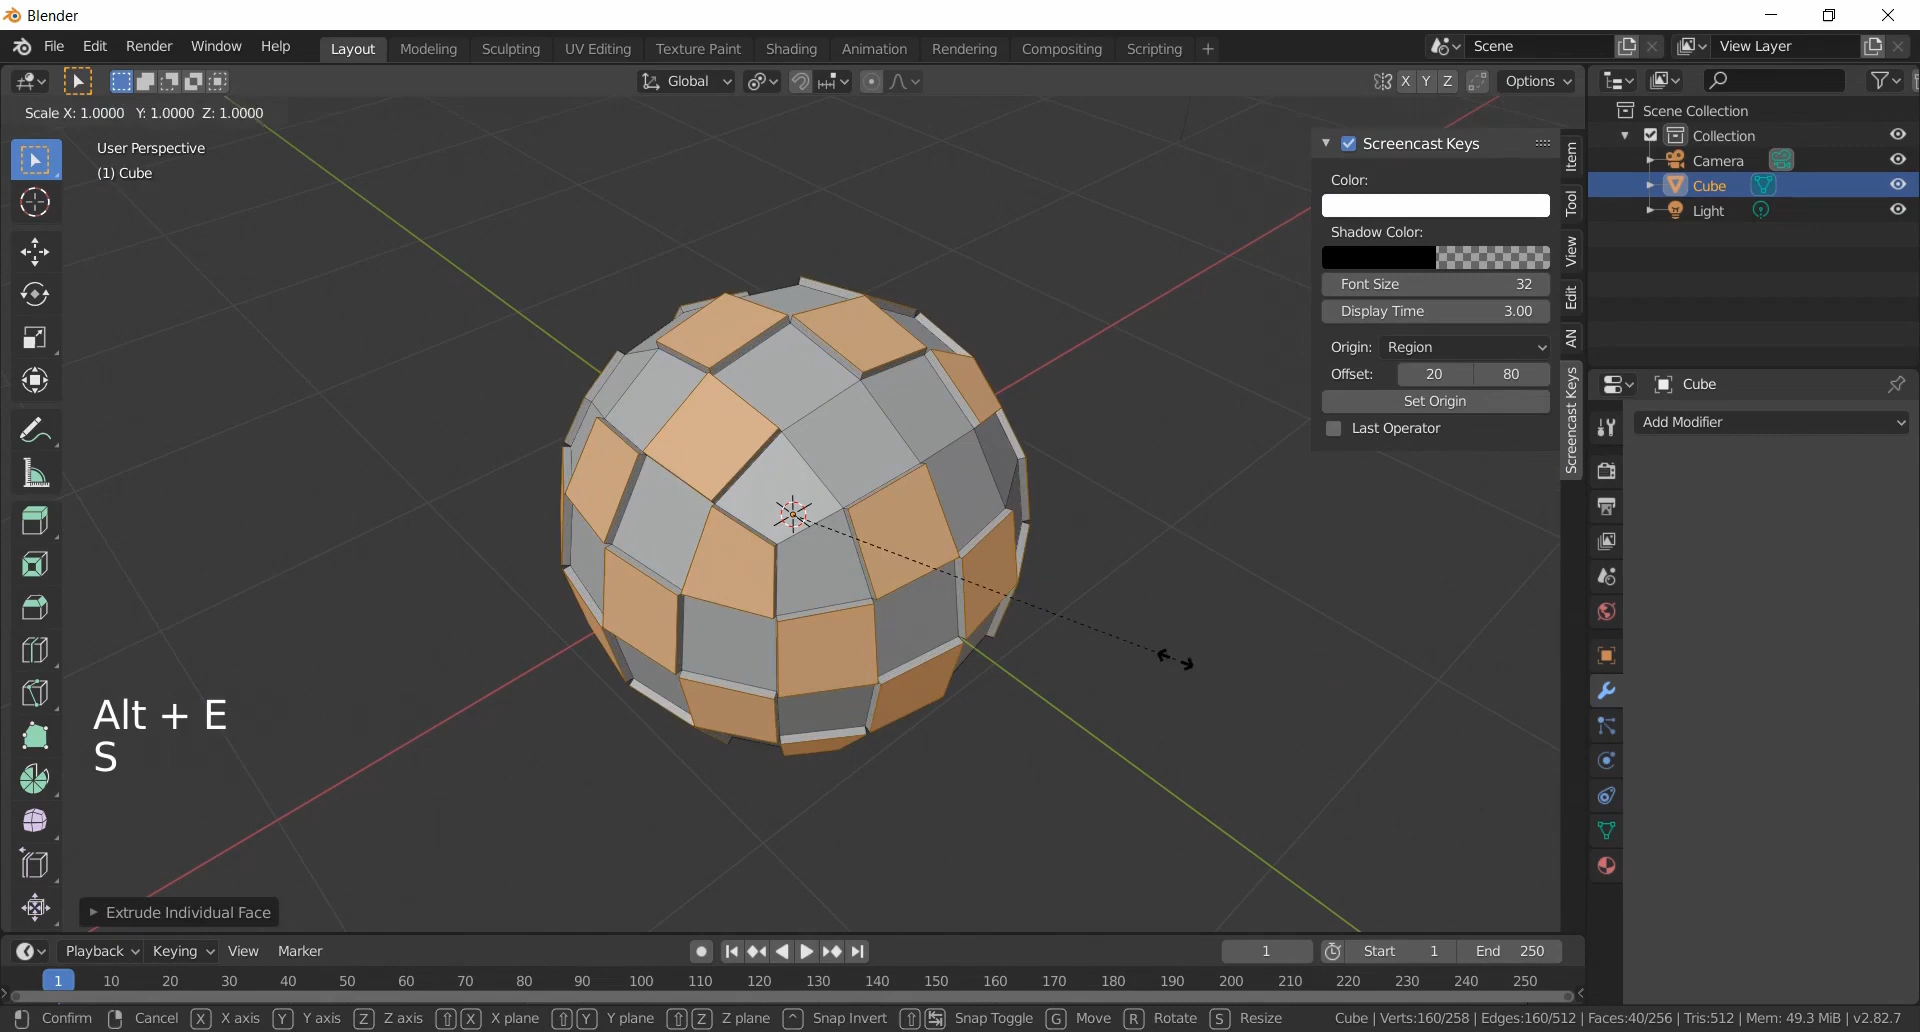 Blender
File Edit Render Window Help Layout Modeling Sculpting UV Editing Texture Paint Shading Animation Rendering Compositing Scripting + Scene View Layer
Global X Y Z Options
Scale X: 1.0000 Y: 1.0000 Z: 1.0000
User Perspective
(1) Cube
Screencast Keys
Color:
Shadow Color:
Font Size 32
Display Time 3.00
Origin: Region
Offset: 20 80
Set Origin
Last Operator
Item
Tool
View
Edit
AN
Screencast Keys
Scene Collection
Collection
Camera
Cube
Light
Cube
Add Modifier
Alt + E
S
Extrude Individual Face
Playback Keying View Marker 1 Start 1 End 250
1 10 20 30 40 50 60 70 80 90 100 110 120 130 140 150 160 170 180 190 200 210 220 230 240 250
Confirm Cancel X X axis Y Y axis Z Z axis X X plane Y Y plane Z Z plane ^ Snap Invert Snap Toggle G Move R Rotate S Resize Cube | Verts:160/258 | Edges:160/512 | Faces:40/256 | Tris:512 | Mem: 49.3 MiB | v2.82.7